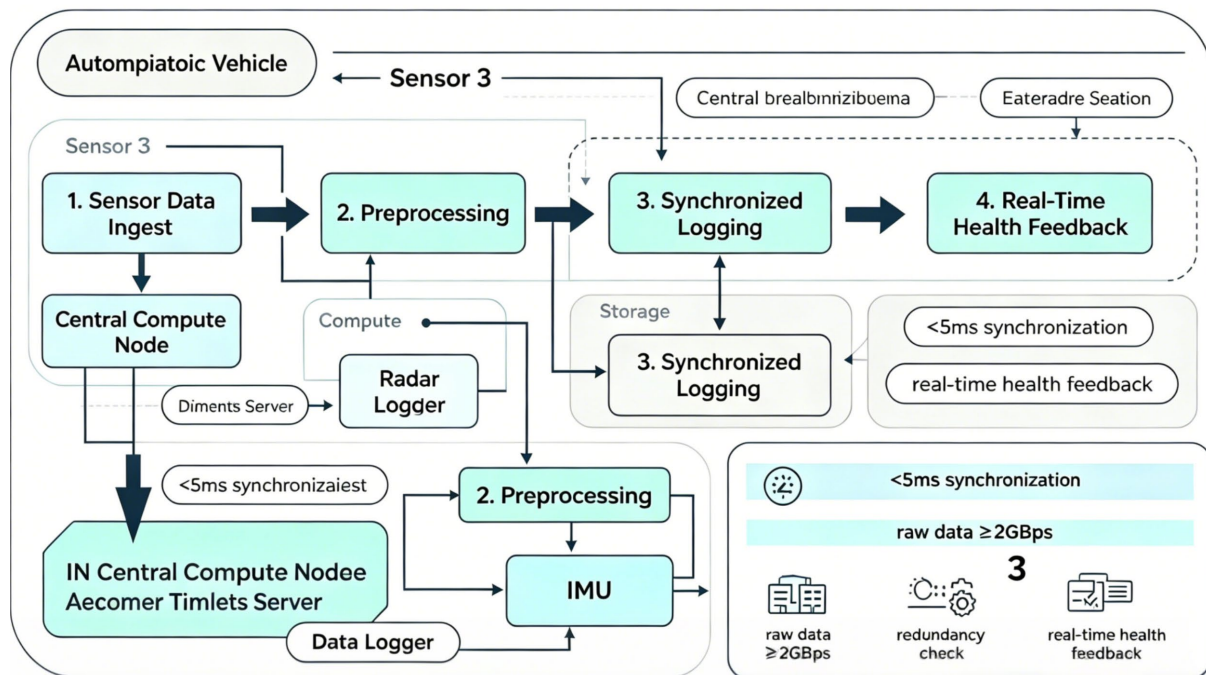 Autompiatoic Vehicle
Sensor 3
Central brealbınrizibuema
Eateradre Seation
Sensor 3
1. Sensor Data
Ingest
2. Preprocessing
3. Synchronized
Logging
4. Real-Time
Health Feedback
Central Compute
Node
Compute
Radar
Logger
Diments Server
Storage
3. Synchronized
Logging
<5ms synchronization
real-time health feedback
<5ms synchronizaiest
2. Preprocessing
IMU
IN Central Compute Nodee
Aecomer Timlets Server
Data Logger
<5ms synchronization
raw data ≥2GBps
3
raw data
≥2GBps
redundancy
check
real-time health
feedback